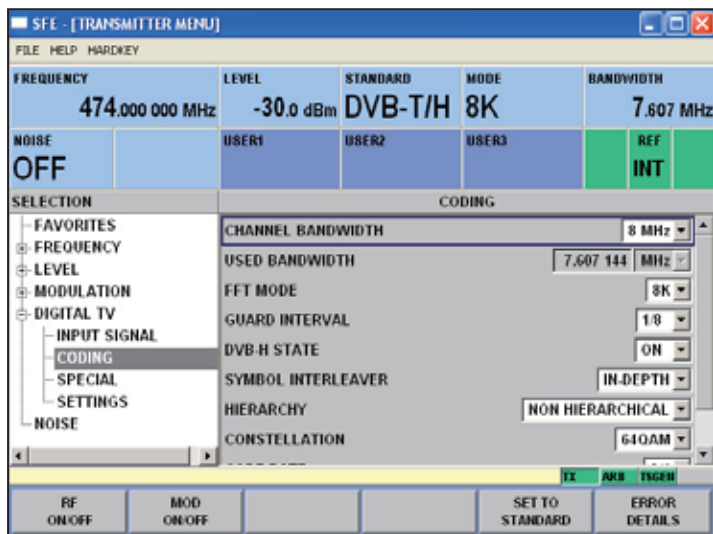 SFE - [TRANSMITTER MENU]
FILE HELP HARDKEY
FREQUENCY LEVEL STANDARD MODE BANDWIDTH
474.000 000 MHz -30.0 dBm DVB-T/H 8K 7.607 MHz
NOISE USER1 USER2 USER3 REF
OFF INT
SELECTION CODING
FAVORITES
FREQUENCY
LEVEL
MODULATION
DIGITAL TV
INPUT SIGNAL
CODING
SPECIAL
SETTINGS
NOISE
CHANNEL BANDWIDTH 8 MHz
USED BANDWIDTH 7.607 144 MHz
FFT MODE 8K
GUARD INTERVAL 1/8
DVB-H STATE ON
SYMBOL INTERLEAVER IN-DEPTH
HIERARCHY NON HIERARCHICAL
CONSTELLATION 64QAM
TX ARB TSGEN
RF ON/OFF
MOD ON/OFF
SET TO STANDARD
ERROR DETAILS